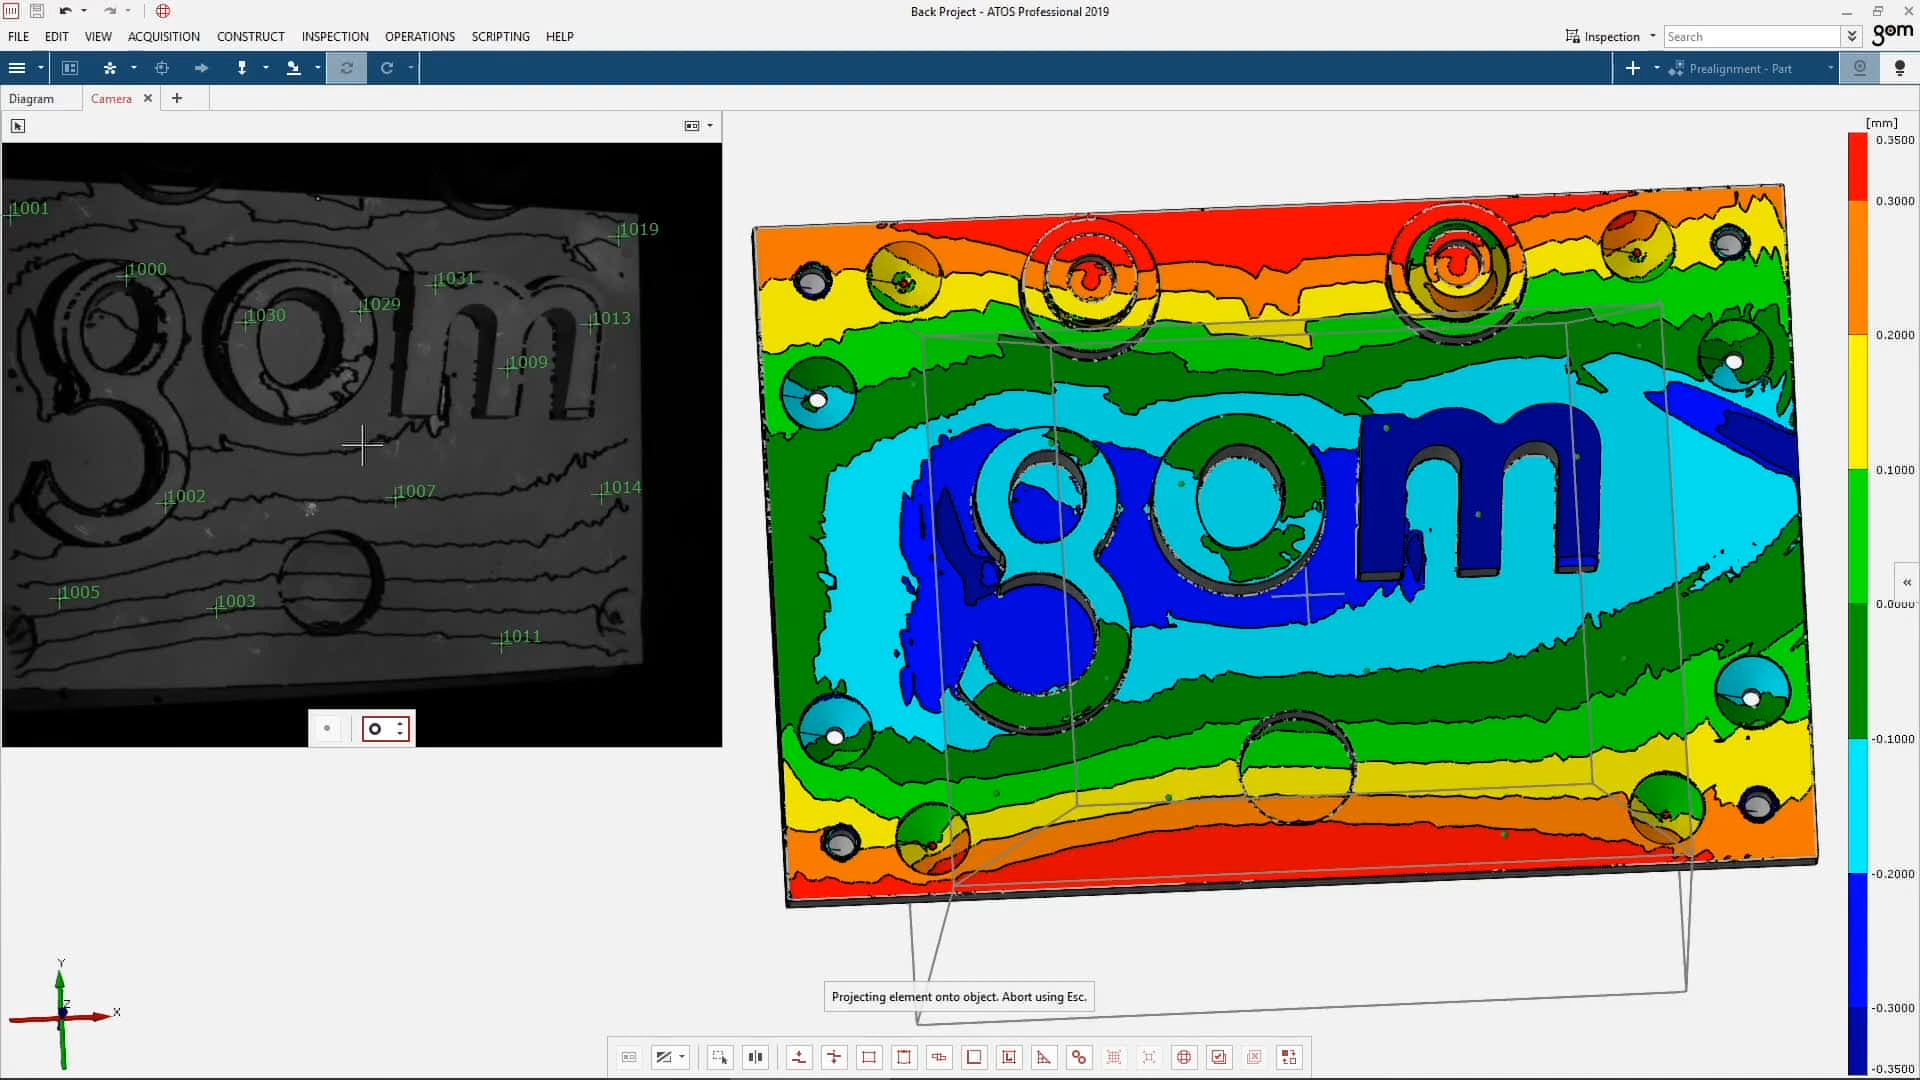 Back Project - ATOS Professional 2019
FILE EDIT VIEW ACQUISITION CONSTRUCT INSPECTION OPERATIONS SCRIPTING HELP
Inspection
Search
gom
Prealignment - Part
Diagram
Camera
[mm]
0.3500
0.3000
0.2000
0.1000
0.0000
-0.1000
-0.2000
-0.3000
-0.3500
1001
1019
1000
1031
1029
1030
1013
1009
1002
1007
1014
1005
1003
1011
gom
gom
Y
Z
X
Projecting element onto object. Abort using Esc.